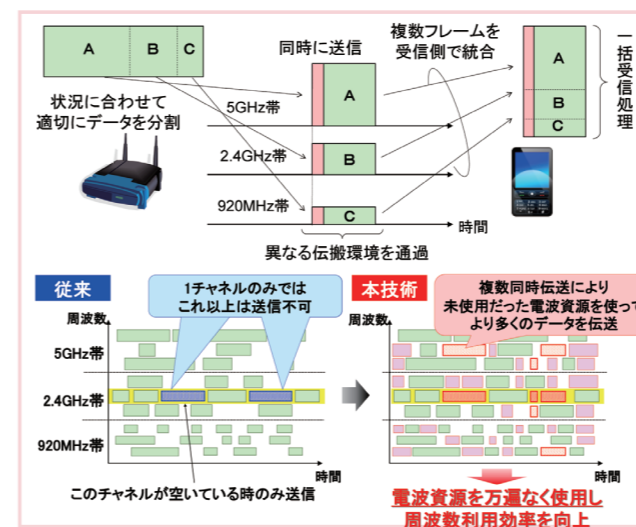 A B C
同時に送信
複数フレームを
受信側で統合
A
B
C
一括受信処理
状況に合わせて
適切にデータを分割
5GHz帯
A
2.4GHz帯
B
920MHz帯
C
時間
異なる伝搬環境を通過
従来
1チャネルのみでは
これ以上は送信不可
本技術
複数同時伝送により
未使用だった電波資源を使って
より多くのデータを伝送
周波数
5GHz帯
2.4GHz帯
920MHz帯
時間
このチャネルが空いている時のみ送信
周波数
時間
電波資源を万遍なく使用し
周波数利用効率を向上